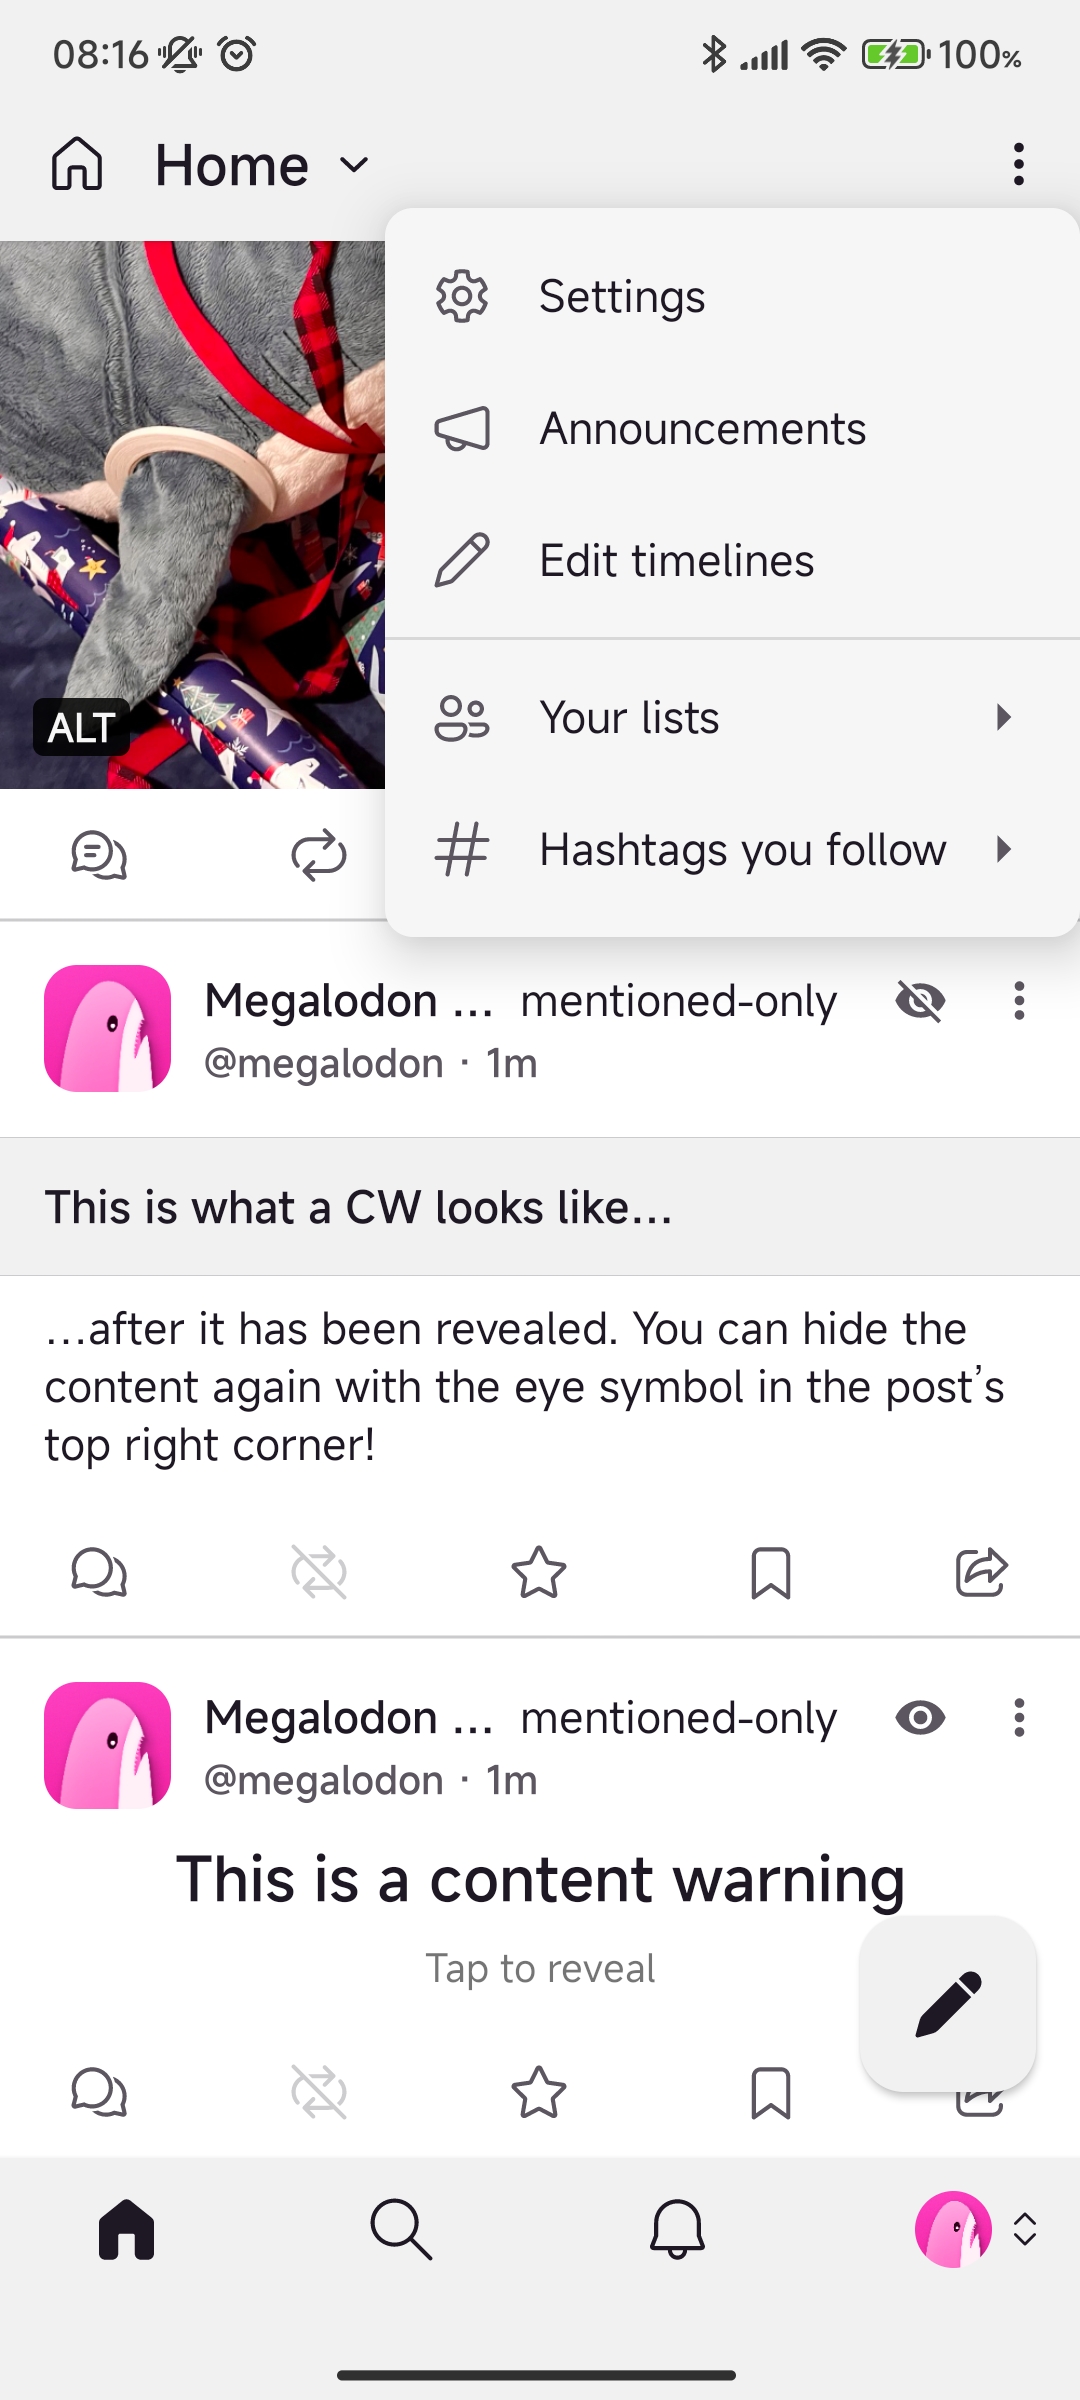 08:16
100%
Home
Settings
Announcements
Edit timelines
Your lists
Hashtags you follow
ALT
Megalodon ... mentioned-only
@megalodon · 1m
This is what a CW looks like...
...after it has been revealed. You can hide the
content again with the eye symbol in the post's
top right corner!
Megalodon ... mentioned-only
@megalodon · 1m
This is a content warning
Tap to reveal